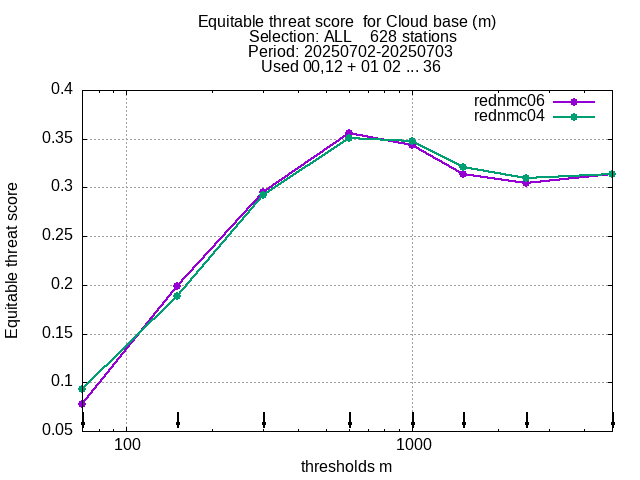 Equitable threat score  for Cloud base (m)
Selection: ALL    628 stations
Period: 20250702-20250703
Used 00,12 + 01 02 ... 36
rednmc06
rednmc04
0.4
0.35
0.3
0.25
0.2
0.15
0.1
0.05
Equitable threat score
100
1000
thresholds m